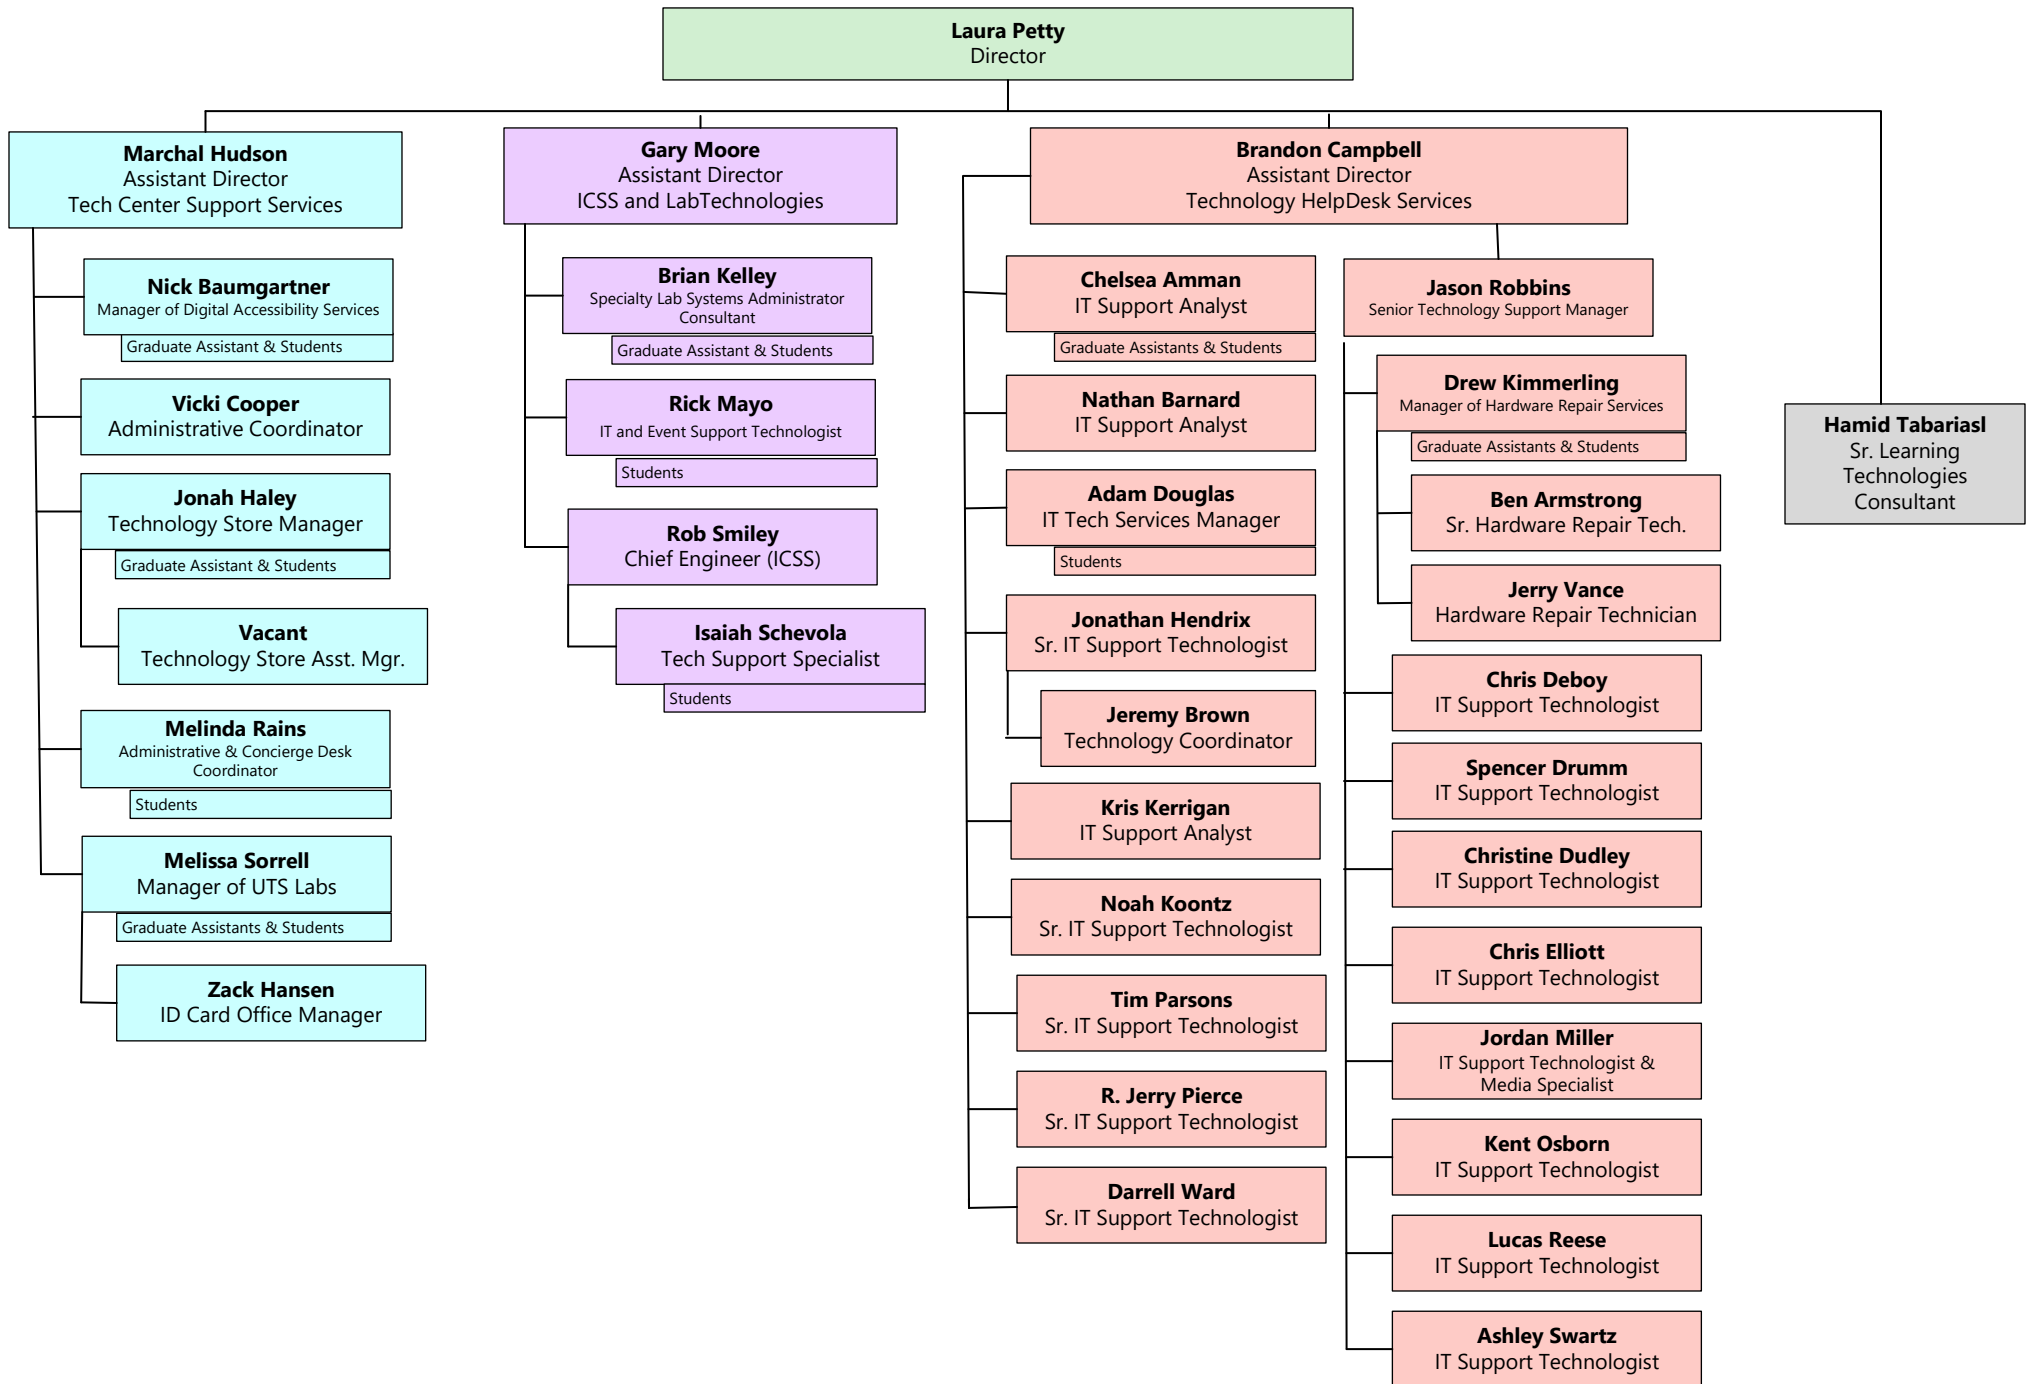 Laura Petty
Director
Marchal Hudson
Assistant Director
Tech Center Support Services
Nick Baumgartner
Manager of Digital Accessibility Services
Graduate Assistant & Students
Vicki Cooper
Administrative Coordinator
Jonah Haley
Technology Store Manager
Graduate Assistant & Students
Vacant
Technology Store Asst. Mgr.
Melinda Rains
Administrative & Concierge Desk
Coordinator
Students
Melissa Sorrell
Manager of UTS Labs
Graduate Assistants & Students
Zack Hansen
ID Card Office Manager
Gary Moore
Assistant Director
ICSS and LabTechnologies
Brian Kelley
Specialty Lab Systems Administrator
Consultant
Graduate Assistant & Students
Rick Mayo
IT and Event Support Technologist
Students
Rob Smiley
Chief Engineer (ICSS)
Isaiah Schevola
Tech Support Specialist
Students
Brandon Campbell
Assistant Director
Technology HelpDesk Services
Chelsea Amman
IT Support Analyst
Graduate Assistants & Students
Nathan Barnard
IT Support Analyst
Adam Douglas
IT Tech Services Manager
Students
Jonathan Hendrix
Sr. IT Support Technologist
Jeremy Brown
Technology Coordinator
Kris Kerrigan
IT Support Analyst
Noah Koontz
Sr. IT Support Technologist
Tim Parsons
Sr. IT Support Technologist
R. Jerry Pierce
Sr. IT Support Technologist
Darrell Ward
Sr. IT Support Technologist
Jason Robbins
Senior Technology Support Manager
Drew Kimmerling
Manager of Hardware Repair Services
Graduate Assistants & Students
Ben Armstrong
Sr. Hardware Repair Tech.
Jerry Vance
Hardware Repair Technician
Chris Deboy
IT Support Technologist
Spencer Drumm
IT Support Technologist
Christine Dudley
IT Support Technologist
Chris Elliott
IT Support Technologist
Jordan Miller
IT Support Technologist &
Media Specialist
Kent Osborn
IT Support Technologist
Lucas Reese
IT Support Technologist
Ashley Swartz
IT Support Technologist
Hamid Tabariasl
Sr. Learning
Technologies
Consultant